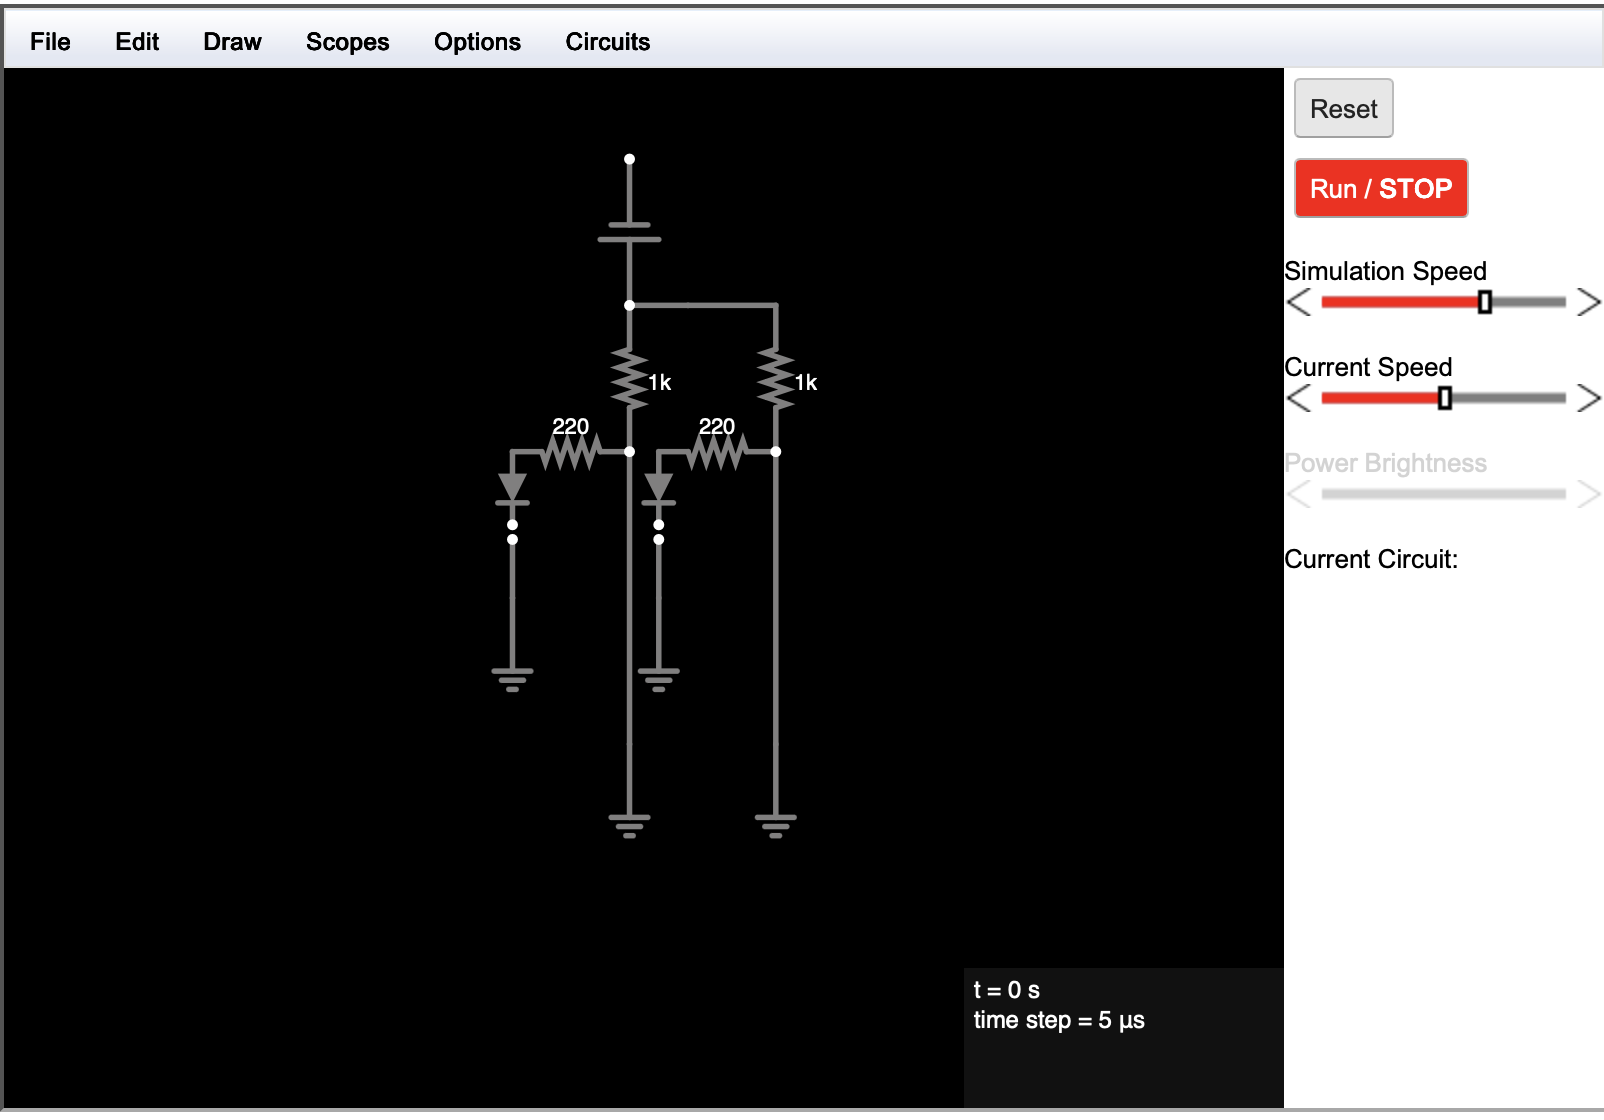 File Edit Draw Scopes Options Circuits
Reset
Run / STOP
Simulation Speed
Current Speed
Power Brightness
Current Circuit:
1k
1k
220
220
t = 0 s
time step = 5 µs